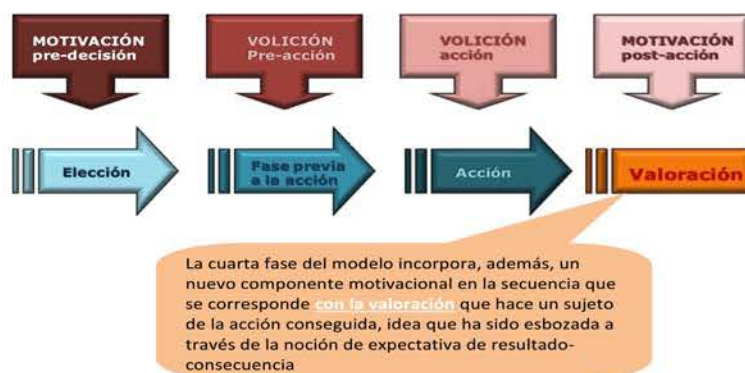 MOTIVACIÓN
pre-decisión
VOLICIÓN
Pre-acción
VOLICIÓN
acción
MOTIVACIÓN
post-acción
Elección
Fase previa
a la acción
Acción
Valoración
La cuarta fase del modelo incorpora, además, un
nuevo componente motivacional en la secuencia que
se corresponde con la valoración que hace un sujeto
de la acción conseguida, idea que ha sido esbozada a
través de la noción de expectativa de resultado-
consecuencia